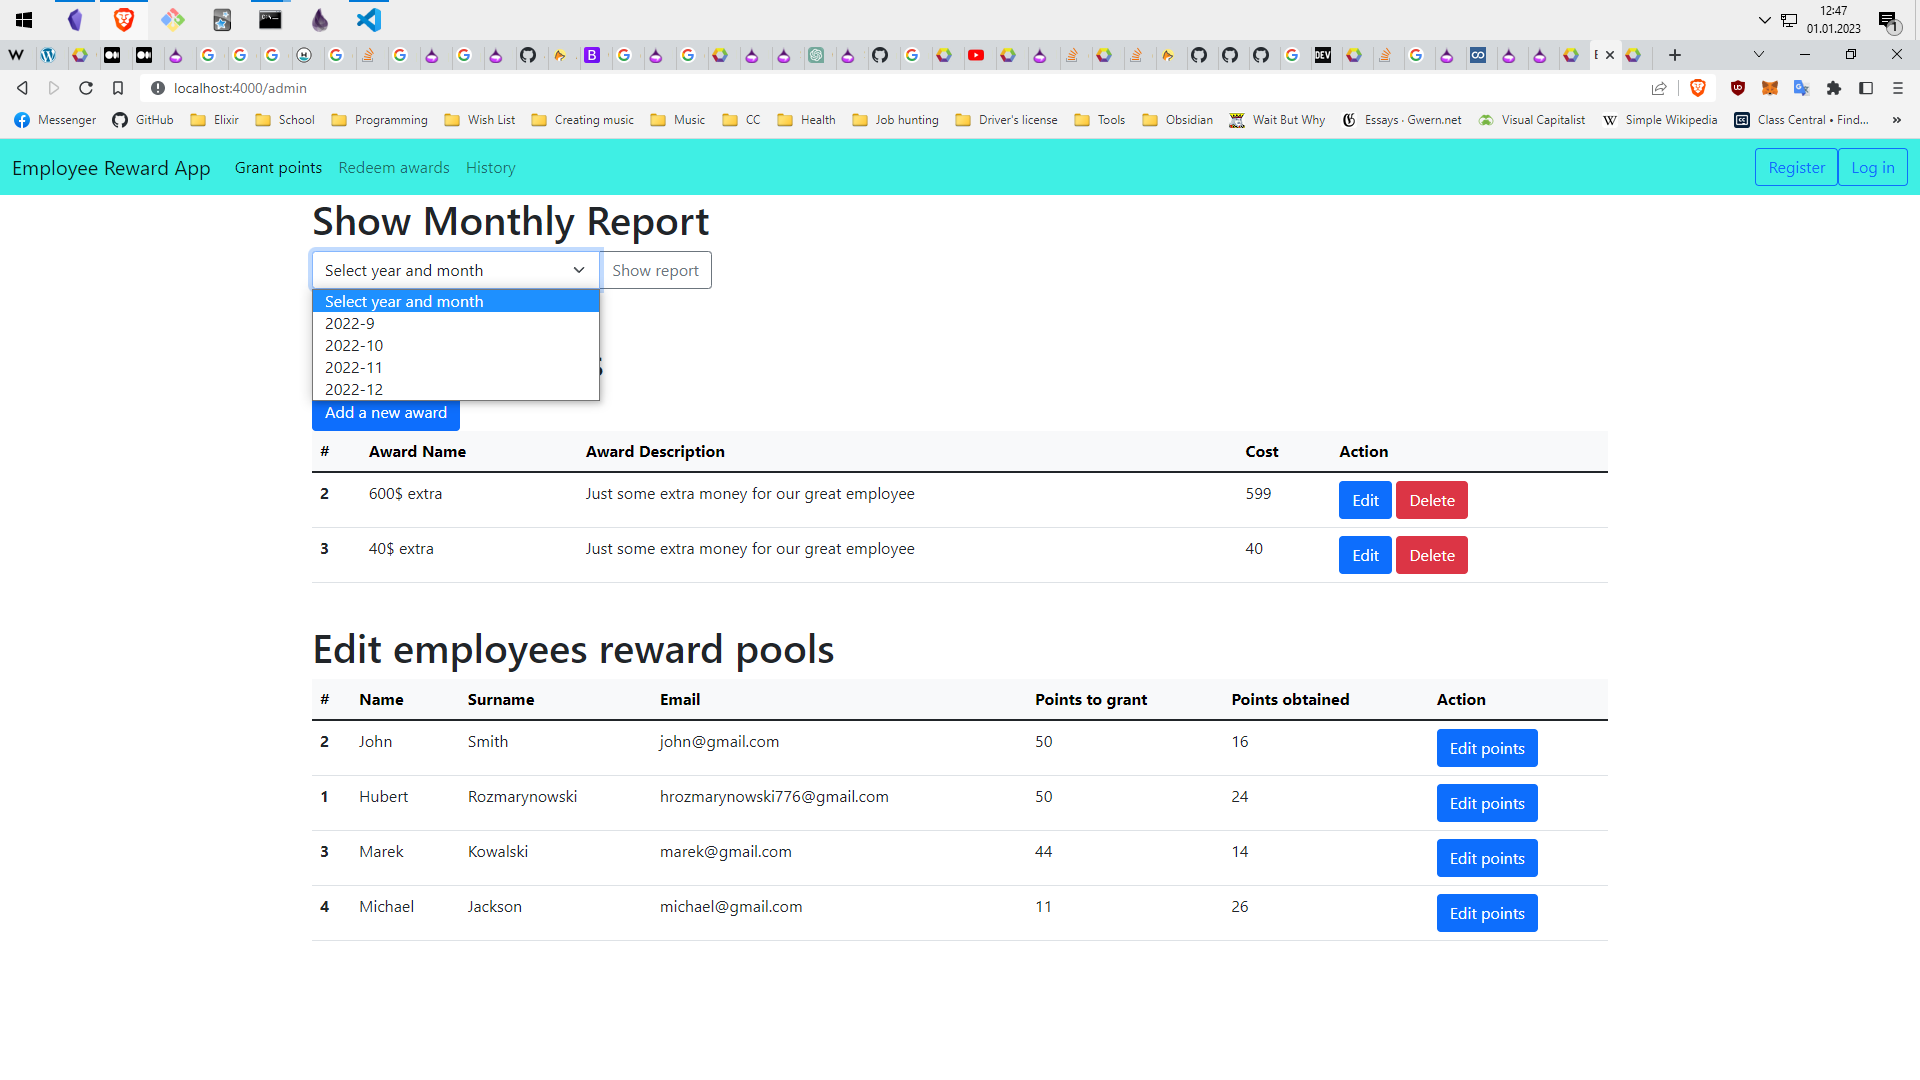 12:47
01.01.2023
1
localhost:4000/admin
Messenger GitHub Elixir School Programming Wish List Creating music Music CC Health Job hunting Driver's license Tools Obsidian Wait But Why Essays · Gwern.net Visual Capitalist Simple Wikipedia Class Central • Find... »
Employee Reward App Grant points Redeem awards History Register Log in
Show Monthly Report
Select year and month Show report
Select year and month
2022-9
2022-10
2022-11
2022-12
Add a new award
# Award Name Award Description Cost Action
2 600$ extra Just some extra money for our great employee 599 Edit Delete
3 40$ extra Just some extra money for our great employee 40 Edit Delete
Edit employees reward pools
# Name Surname Email Points to grant Points obtained Action
2 John Smith john@gmail.com 50 16 Edit points
1 Hubert Rozmarynowski hrozmarynowski776@gmail.com 50 24 Edit points
3 Marek Kowalski marek@gmail.com 44 14 Edit points
4 Michael Jackson michael@gmail.com 11 26 Edit points